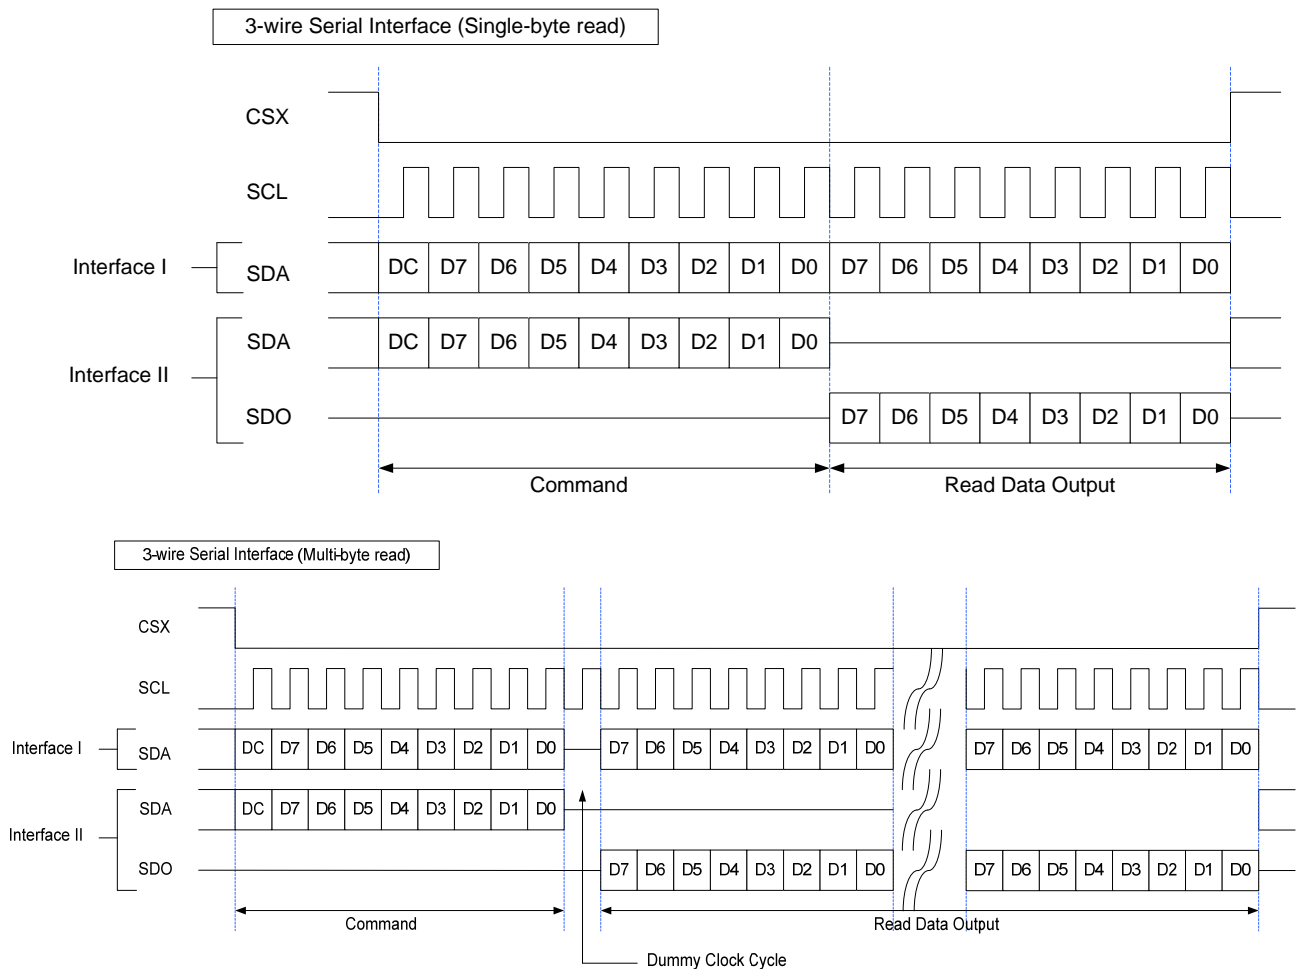 3-wire Serial Interface (Single-byte read)
CSX
SCL
Interface I
SDA
DC D7 D6 D5 D4 D3 D2 D1 D0 D7 D6 D5 D4 D3 D2 D1 D0
Interface II
SDA
DC D7 D6 D5 D4 D3 D2 D1 D0
SDO
D7 D6 D5 D4 D3 D2 D1 D0
Command
Read Data Output
3-wire Serial Interface (Multi-byte read)
CSX
SCL
Interface I
SDA
DC D7 D6 D5 D4 D3 D2 D1 D0 D7 D6 D5 D4 D3 D2 D1 D0 D7 D6 D5 D4 D3 D2 D1 D0
Interface II
SDA
DC D7 D6 D5 D4 D3 D2 D1 D0
SDO
D7 D6 D5 D4 D3 D2 D1 D0 D7 D6 D5 D4 D3 D2 D1 D0
Command
Read Data Output
Dummy Clock Cycle